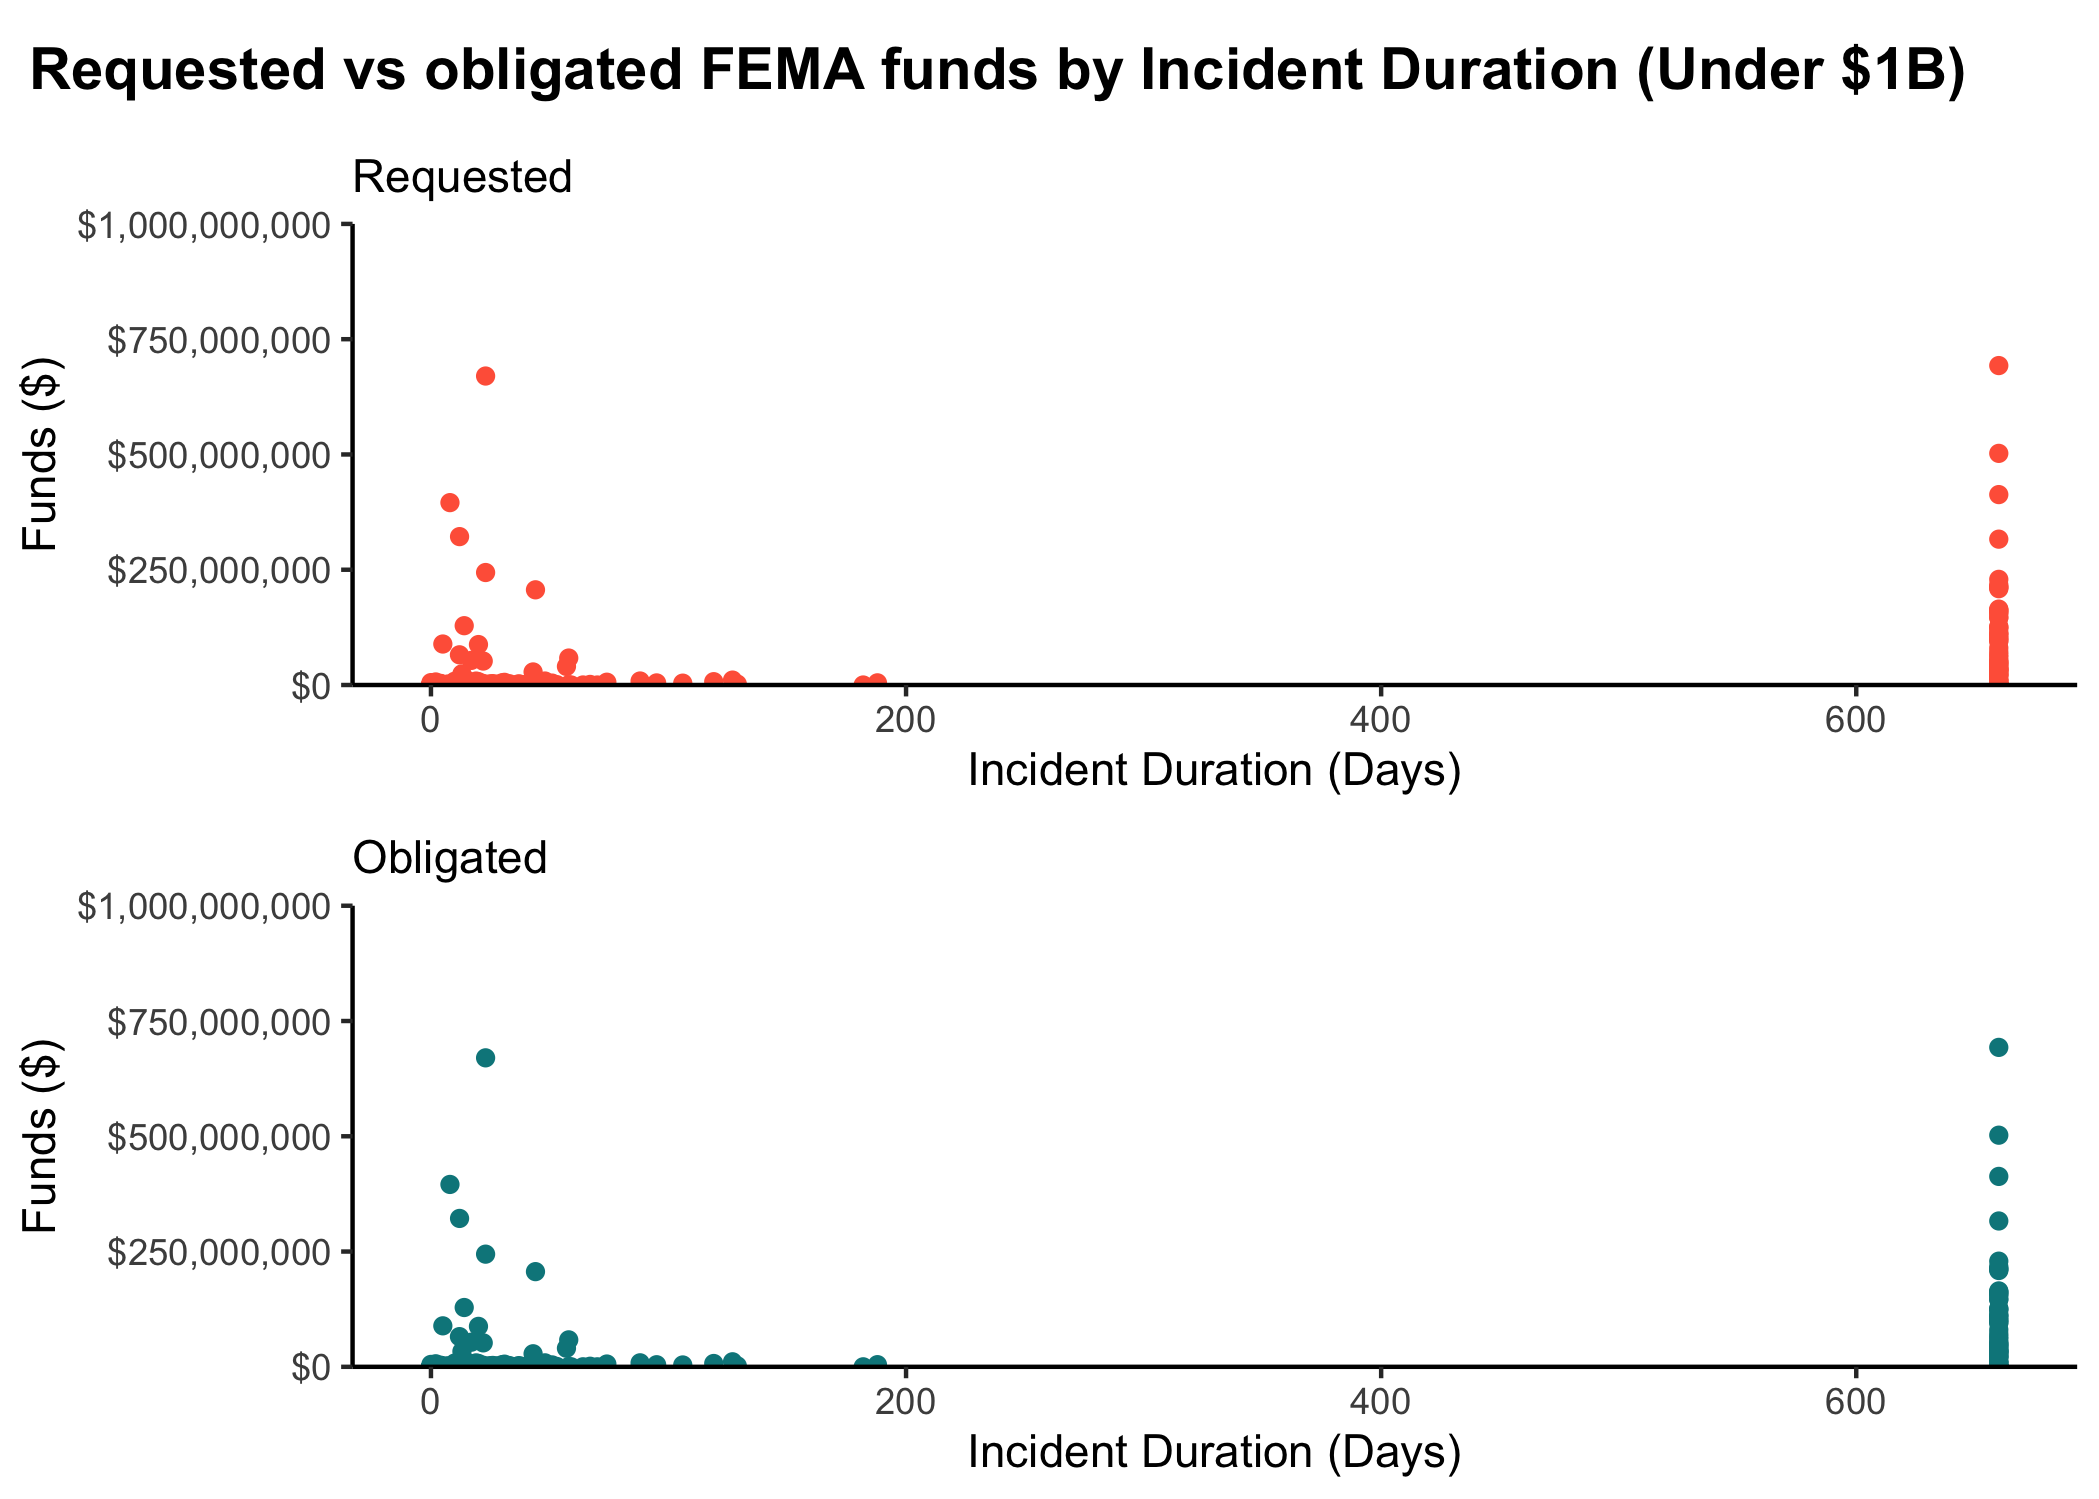 Requested vs obligated FEMA funds by Incident Duration (Under $1B)
Requested
$1,000,000,000
$750,000,000
$500,000,000
$250,000,000
$0
Funds ($)
0 200 400 600
Incident Duration (Days)
Obligated
$1,000,000,000
$750,000,000
$500,000,000
$250,000,000
$0
Funds ($)
0 200 400 600
Incident Duration (Days)